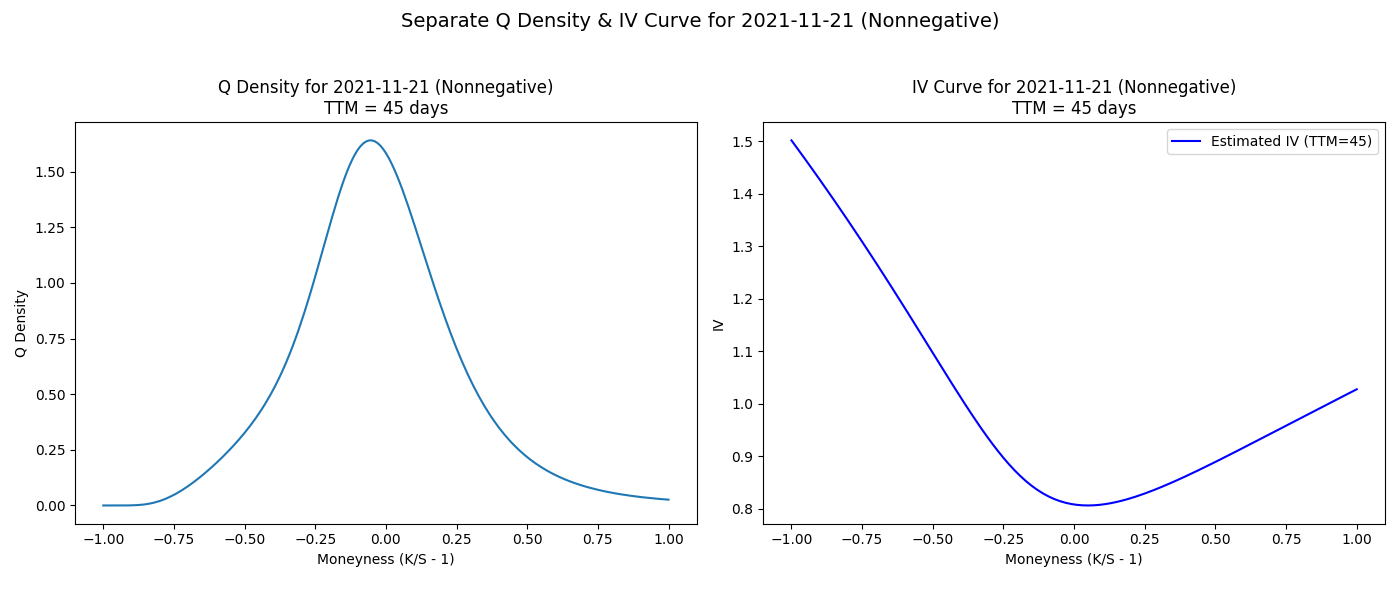 Separate Q Density & IV Curve for 2021-11-21 (Nonnegative)
Q Density for 2021-11-21 (Nonnegative)
TTM = 45 days
Q Density
1.50
1.25
1.00
0.75
0.50
0.25
0.00
−1.00 −0.75 −0.50 −0.25 0.00 0.25 0.50 0.75 1.00
Moneyness (K/S - 1)
IV Curve for 2021-11-21 (Nonnegative)
TTM = 45 days
Estimated IV (TTM=45)
IV
1.5
1.4
1.3
1.2
1.1
1.0
0.9
0.8
−1.00 −0.75 −0.50 −0.25 0.00 0.25 0.50 0.75 1.00
Moneyness (K/S - 1)